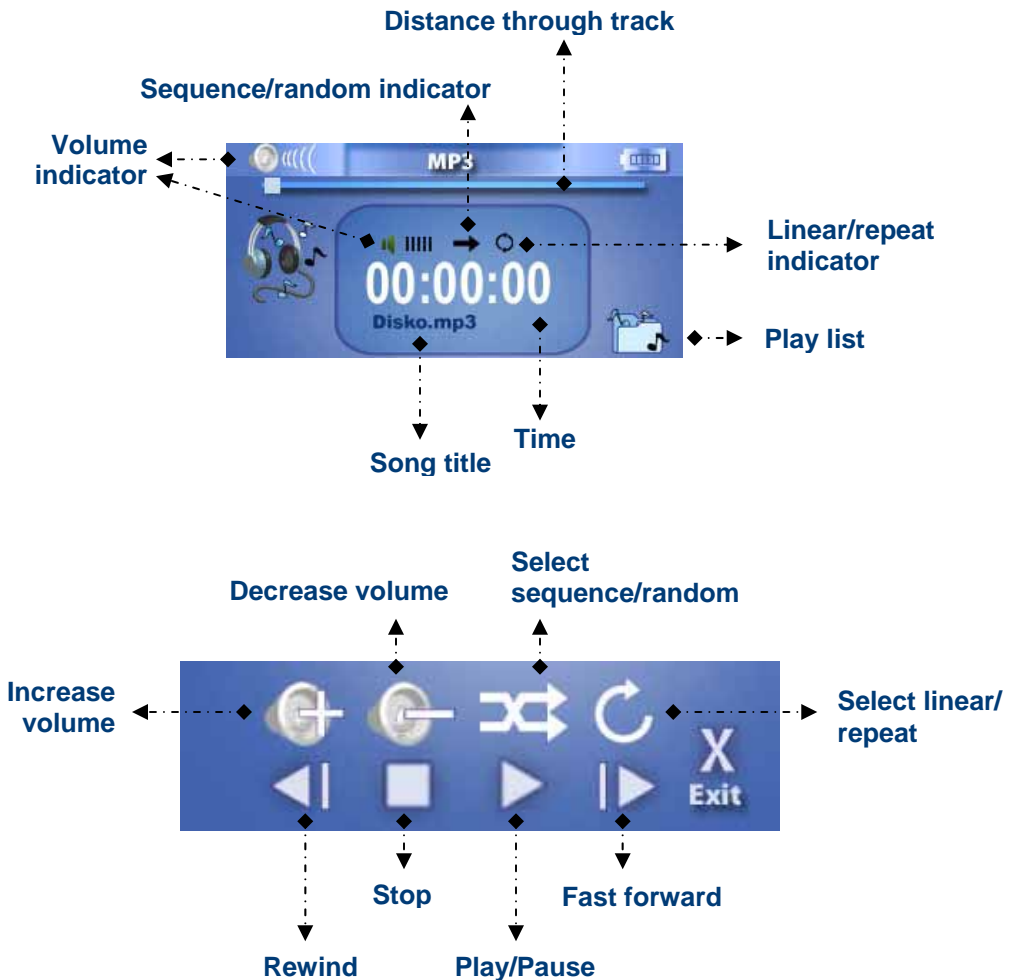 Distance through track
Sequence/random indicator
Volume
indicator
MP3
Linear/repeat
indicator
00:00:00
Disko.mp3
Play list
Time
Song title
Select
sequence/random
Decrease volume
Increase
volume
Select linear/
repeat
X
Exit
Stop
Fast forward
Rewind
Play/Pause